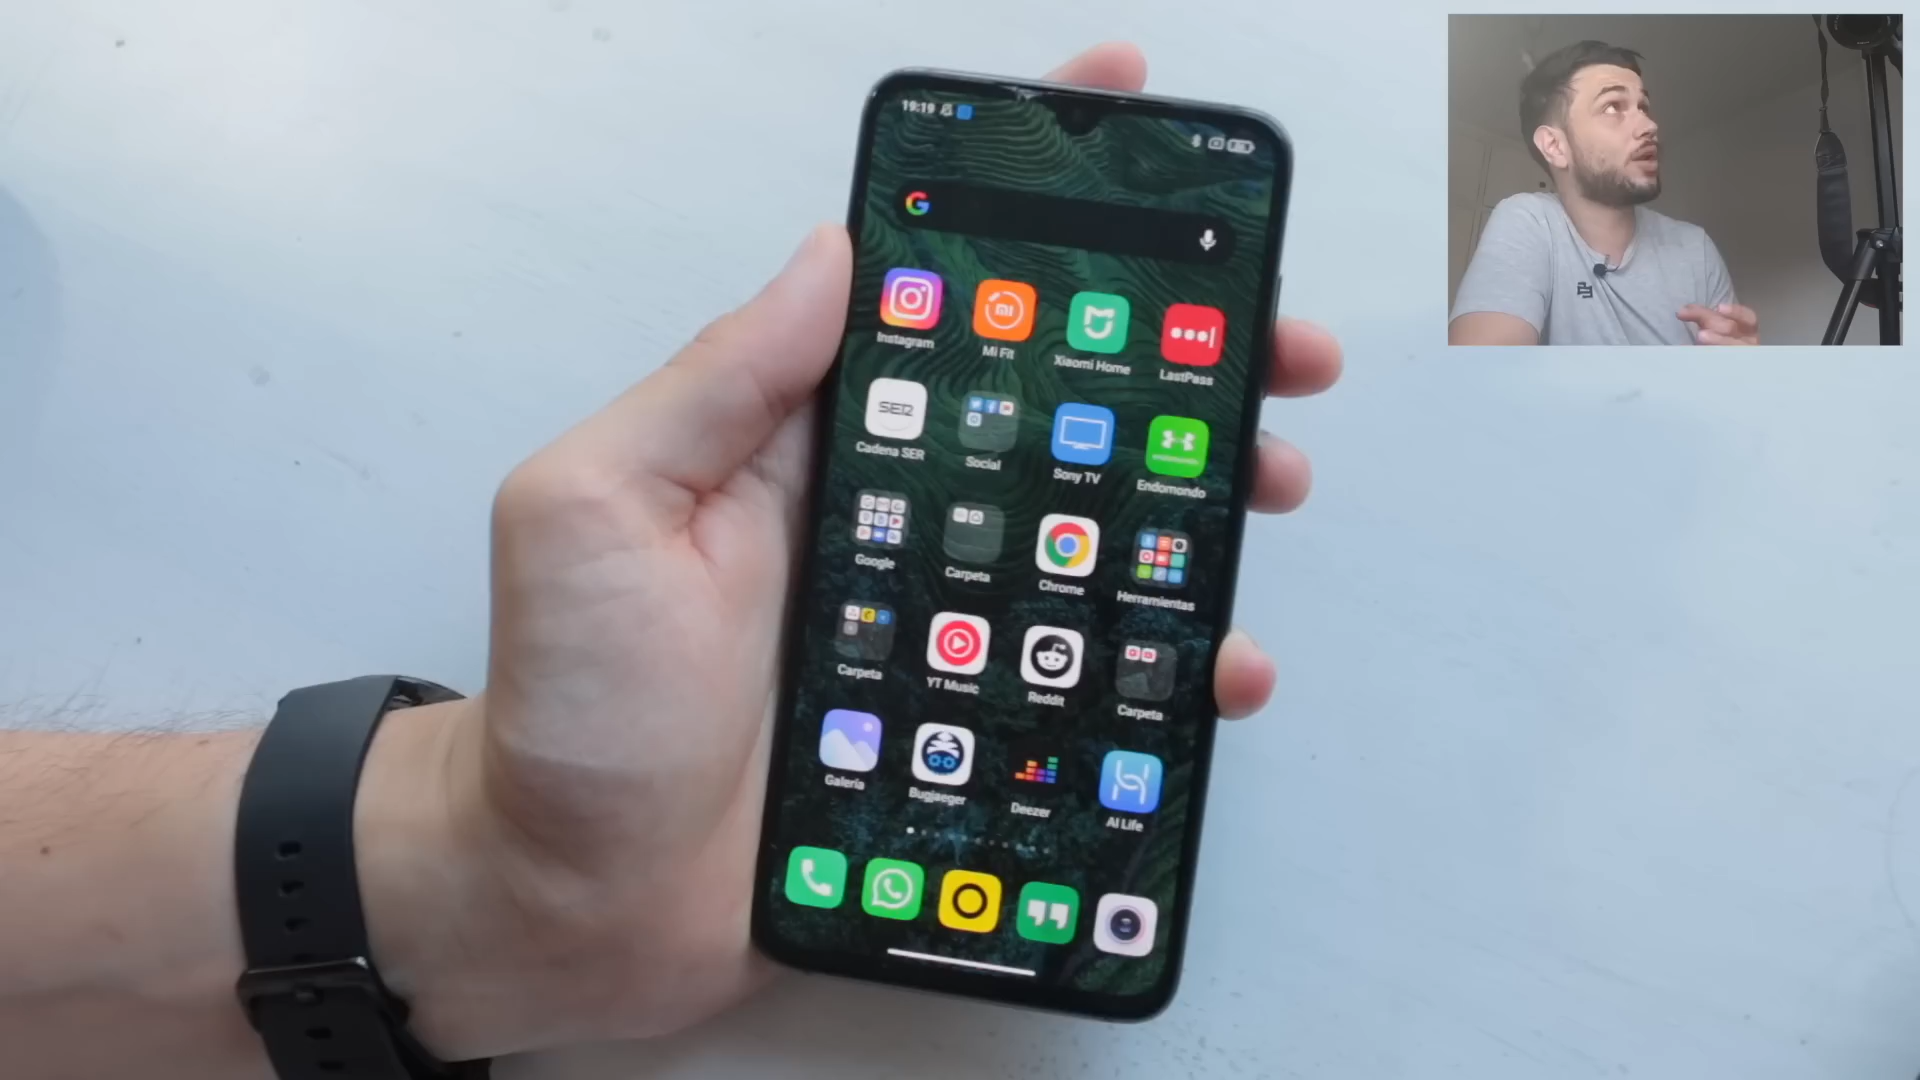 19:19
Instagram
Mi Fit
Xiaomi Home
LastPass
SER
Cadena SER
Social
Sony TV
Endomondo
Google
Carpeta
Chrome
Herramientas
Carpeta
YT Music
Reddit
Carpeta
Galería
Bugjaeger
Deezer
AI Life